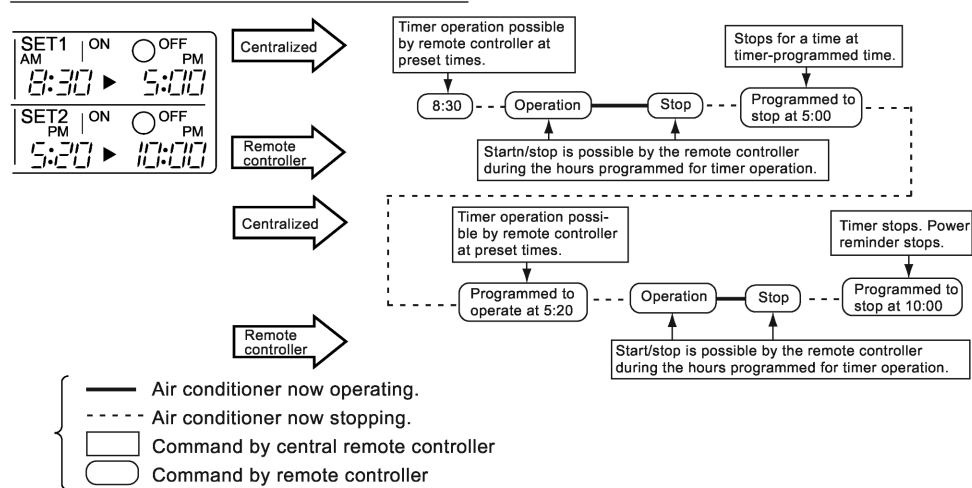 SET1 ON OFF
AM PM
8:30 ▶ 5:00
SET2 ON OFF
PM PM
5:20 ▶ 10:00
Centralized
Remote
controller
Centralized
Remote
controller
Timer operation possible
by remote controller at
preset times.
Stops for a time at
timer-programmed time.
8:30
Operation
Stop
Programmed to
stop at 5:00
Startn/stop is possible by the remote controller
during the hours programmed for timer operation.
Timer operation possi-
ble by remote controller
at preset times.
Timer stops. Power
reminder stops.
Programmed to
operate at 5:20
Operation
Stop
Programmed to
stop at 10:00
Start/stop is possible by the remote controller
during the hours programmed for timer operation.
Air conditioner now operating.
Air conditioner now stopping.
Command by central remote controller
Command by remote controller